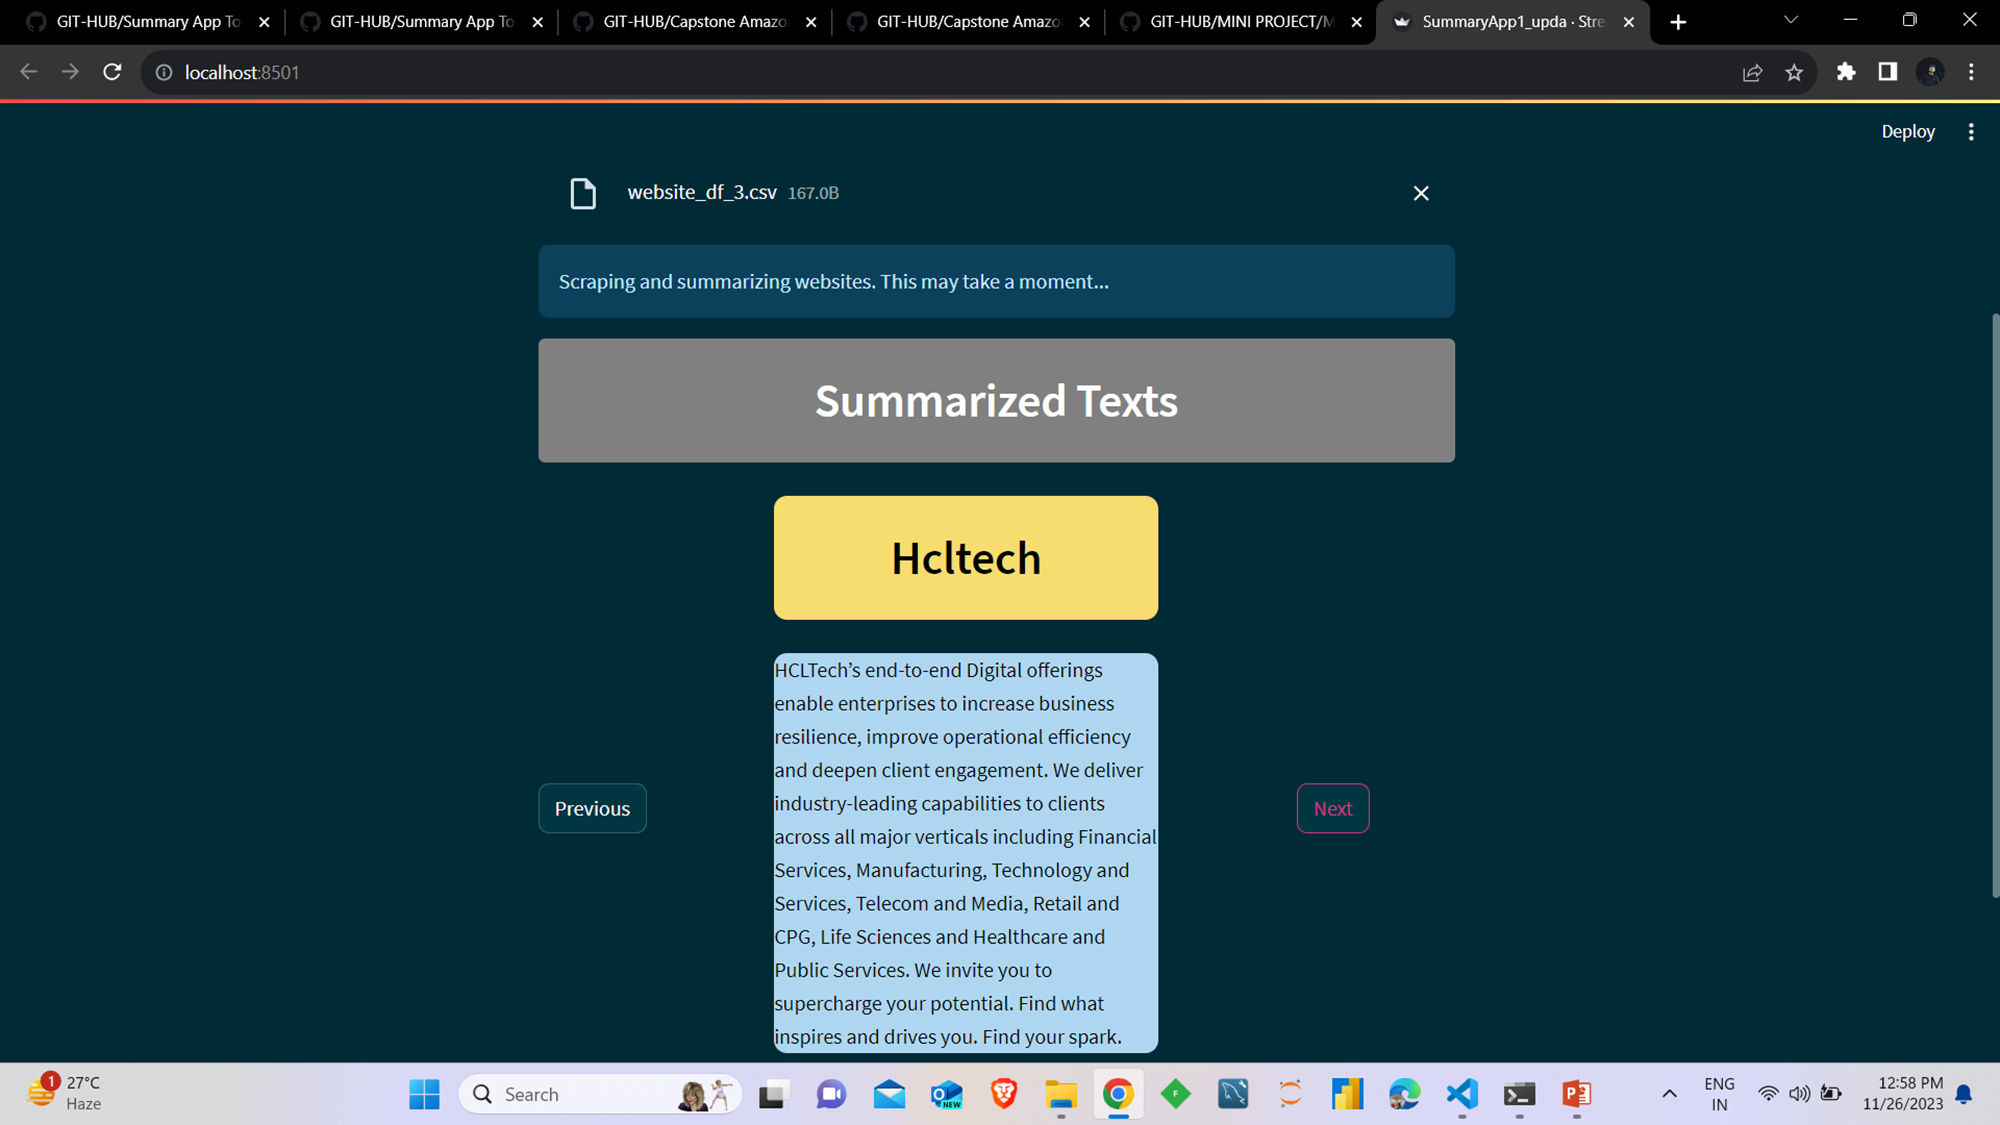 GIT-HUB/Summary App To
GIT-HUB/Summary App To
GIT-HUB/Capstone Amazo
GIT-HUB/Capstone Amazo
GIT-HUB/MINI PROJECT/M
SummaryApp1_upda · Stre
localhost:8501
Deploy
website_df_3.csv 167.0B
Scraping and summarizing websites. This may take a moment...
Summarized Texts
Hcltech
HCLTech’s end-to-end Digital offerings
enable enterprises to increase business
resilience, improve operational efficiency
and deepen client engagement. We deliver
industry-leading capabilities to clients
across all major verticals including Financial
Services, Manufacturing, Technology and
Services, Telecom and Media, Retail and
CPG, Life Sciences and Healthcare and
Public Services. We invite you to
supercharge your potential. Find what
inspires and drives you. Find your spark.
Previous
Next
1
27°C
Haze
Search
NEW
ENG
IN
12:58 PM
11/26/2023